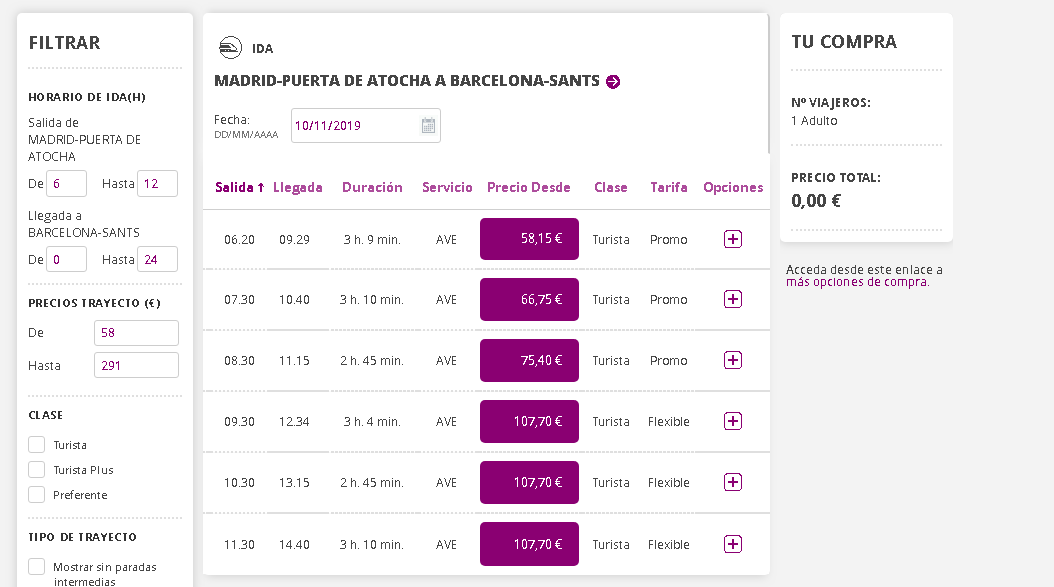 FILTRAR
HORARIO DE IDA(H)
Salida de
MADRID-PUERTA DE
ATOCHA
De 6 Hasta 12
Llegada a
BARCELONA-SANTS
De 0 Hasta 24
PRECIOS TRAYECTO (€)
De 58
Hasta 291
CLASE
Turista
Turista Plus
Preferente
TIPO DE TRAYECTO
Mostrar sin paradas
intermedias
IDA
MADRID-PUERTA DE ATOCHA A BARCELONA-SANTS
Fecha:
DD/MM/AAAA
10/11/2019
Salida ↑ Llegada Duración Servicio Precio Desde Clase Tarifa Opciones
06.20 09.29 3 h. 9 min. AVE 58,15 € Turista Promo
07.30 10.40 3 h. 10 min. AVE 66,75 € Turista Promo
08.30 11.15 2 h. 45 min. AVE 75,40 € Turista Promo
09.30 12.34 3 h. 4 min. AVE 107,70 € Turista Flexible
10.30 13.15 2 h. 45 min. AVE 107,70 € Turista Flexible
11.30 14.40 3 h. 10 min. AVE 107,70 € Turista Flexible
TU COMPRA
Nº VIAJEROS:
1 Adulto
PRECIO TOTAL:
0,00 €
Acceda desde este enlace a
más opciones de compra.